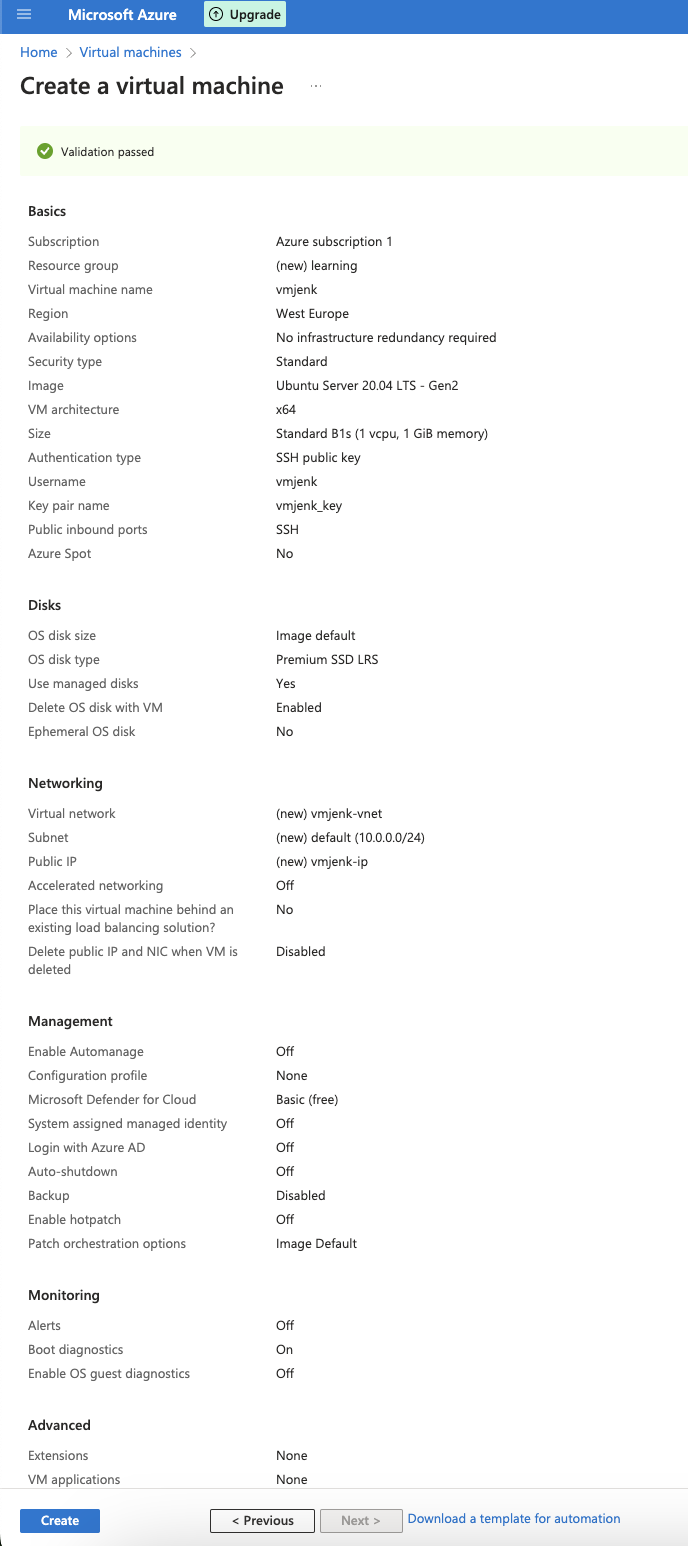 Microsoft Azure Upgrade
Home > Virtual machines >
Create a virtual machine ...
Validation passed
Basics
Subscription Azure subscription 1
Resource group (new) learning
Virtual machine name vmjenk
Region West Europe
Availability options No infrastructure redundancy required
Security type Standard
Image Ubuntu Server 20.04 LTS - Gen2
VM architecture x64
Size Standard B1s (1 vcpu, 1 GiB memory)
Authentication type SSH public key
Username vmjenk
Key pair name vmjenk_key
Public inbound ports SSH
Azure Spot No
Disks
OS disk size Image default
OS disk type Premium SSD LRS
Use managed disks Yes
Delete OS disk with VM Enabled
Ephemeral OS disk No
Networking
Virtual network (new) vmjenk-vnet
Subnet (new) default (10.0.0.0/24)
Public IP (new) vmjenk-ip
Accelerated networking Off
Place this virtual machine behind an No
existing load balancing solution?
Delete public IP and NIC when VM is Disabled
deleted
Management
Enable Automanage Off
Configuration profile None
Microsoft Defender for Cloud Basic (free)
System assigned managed identity Off
Login with Azure AD Off
Auto-shutdown Off
Backup Disabled
Enable hotpatch Off
Patch orchestration options Image Default
Monitoring
Alerts Off
Boot diagnostics On
Enable OS guest diagnostics Off
Advanced
Extensions None
VM applications None
Create < Previous Next > Download a template for automation